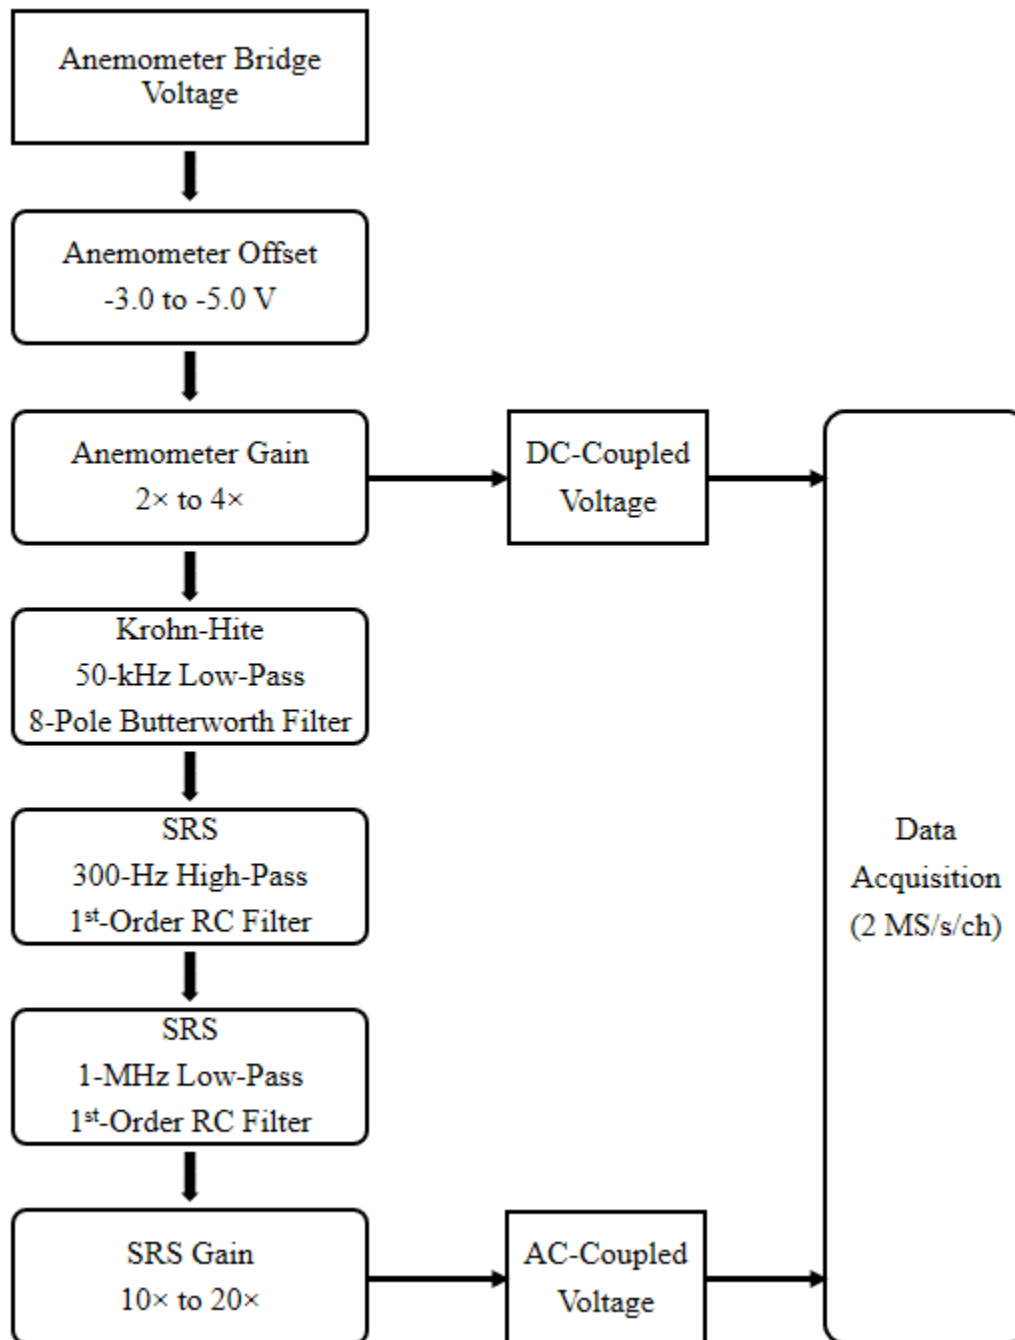 Anemometer Bridge
Voltage
Anemometer Offset
-3.0 to -5.0 V
Anemometer Gain
2× to 4×
DC-Coupled
Voltage
Krohn-Hite
50-kHz Low-Pass
8-Pole Butterworth Filter
SRS
300-Hz High-Pass
1st-Order RC Filter
Data
Acquisition
(2 MS/s/ch)
SRS
1-MHz Low-Pass
1st-Order RC Filter
SRS Gain
10× to 20×
AC-Coupled
Voltage